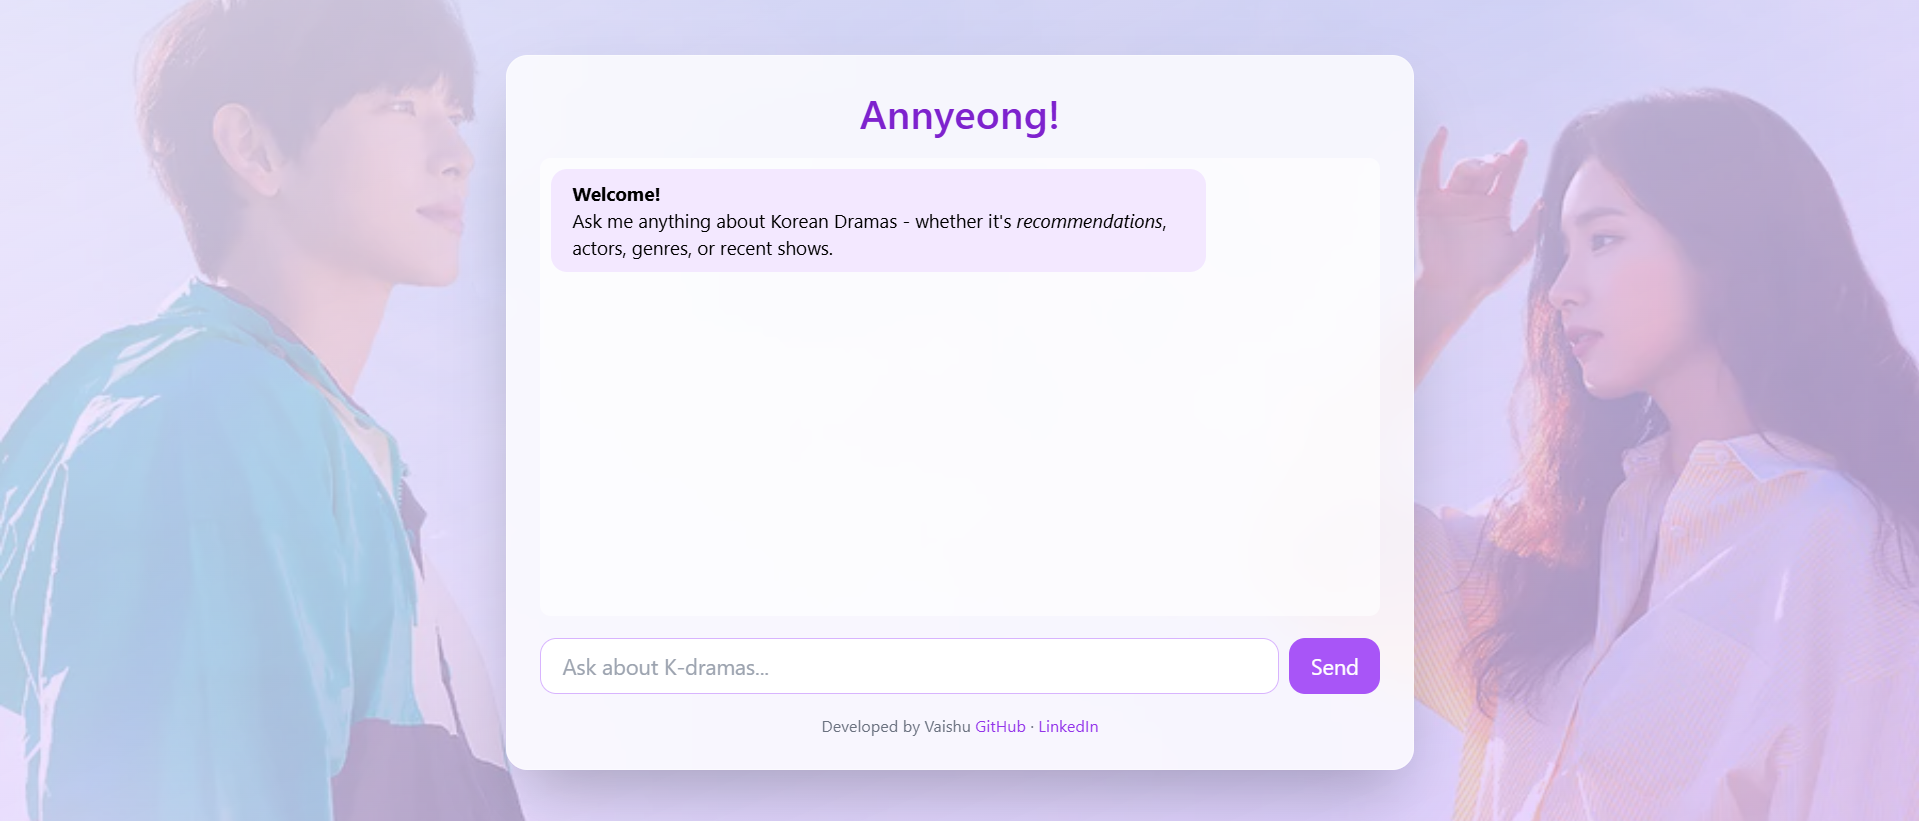 Annyeong!
Welcome!
Ask me anything about Korean Dramas - whether it's recommendations,
actors, genres, or recent shows.
Ask about K-dramas...
Send
Developed by Vaishu GitHub · LinkedIn